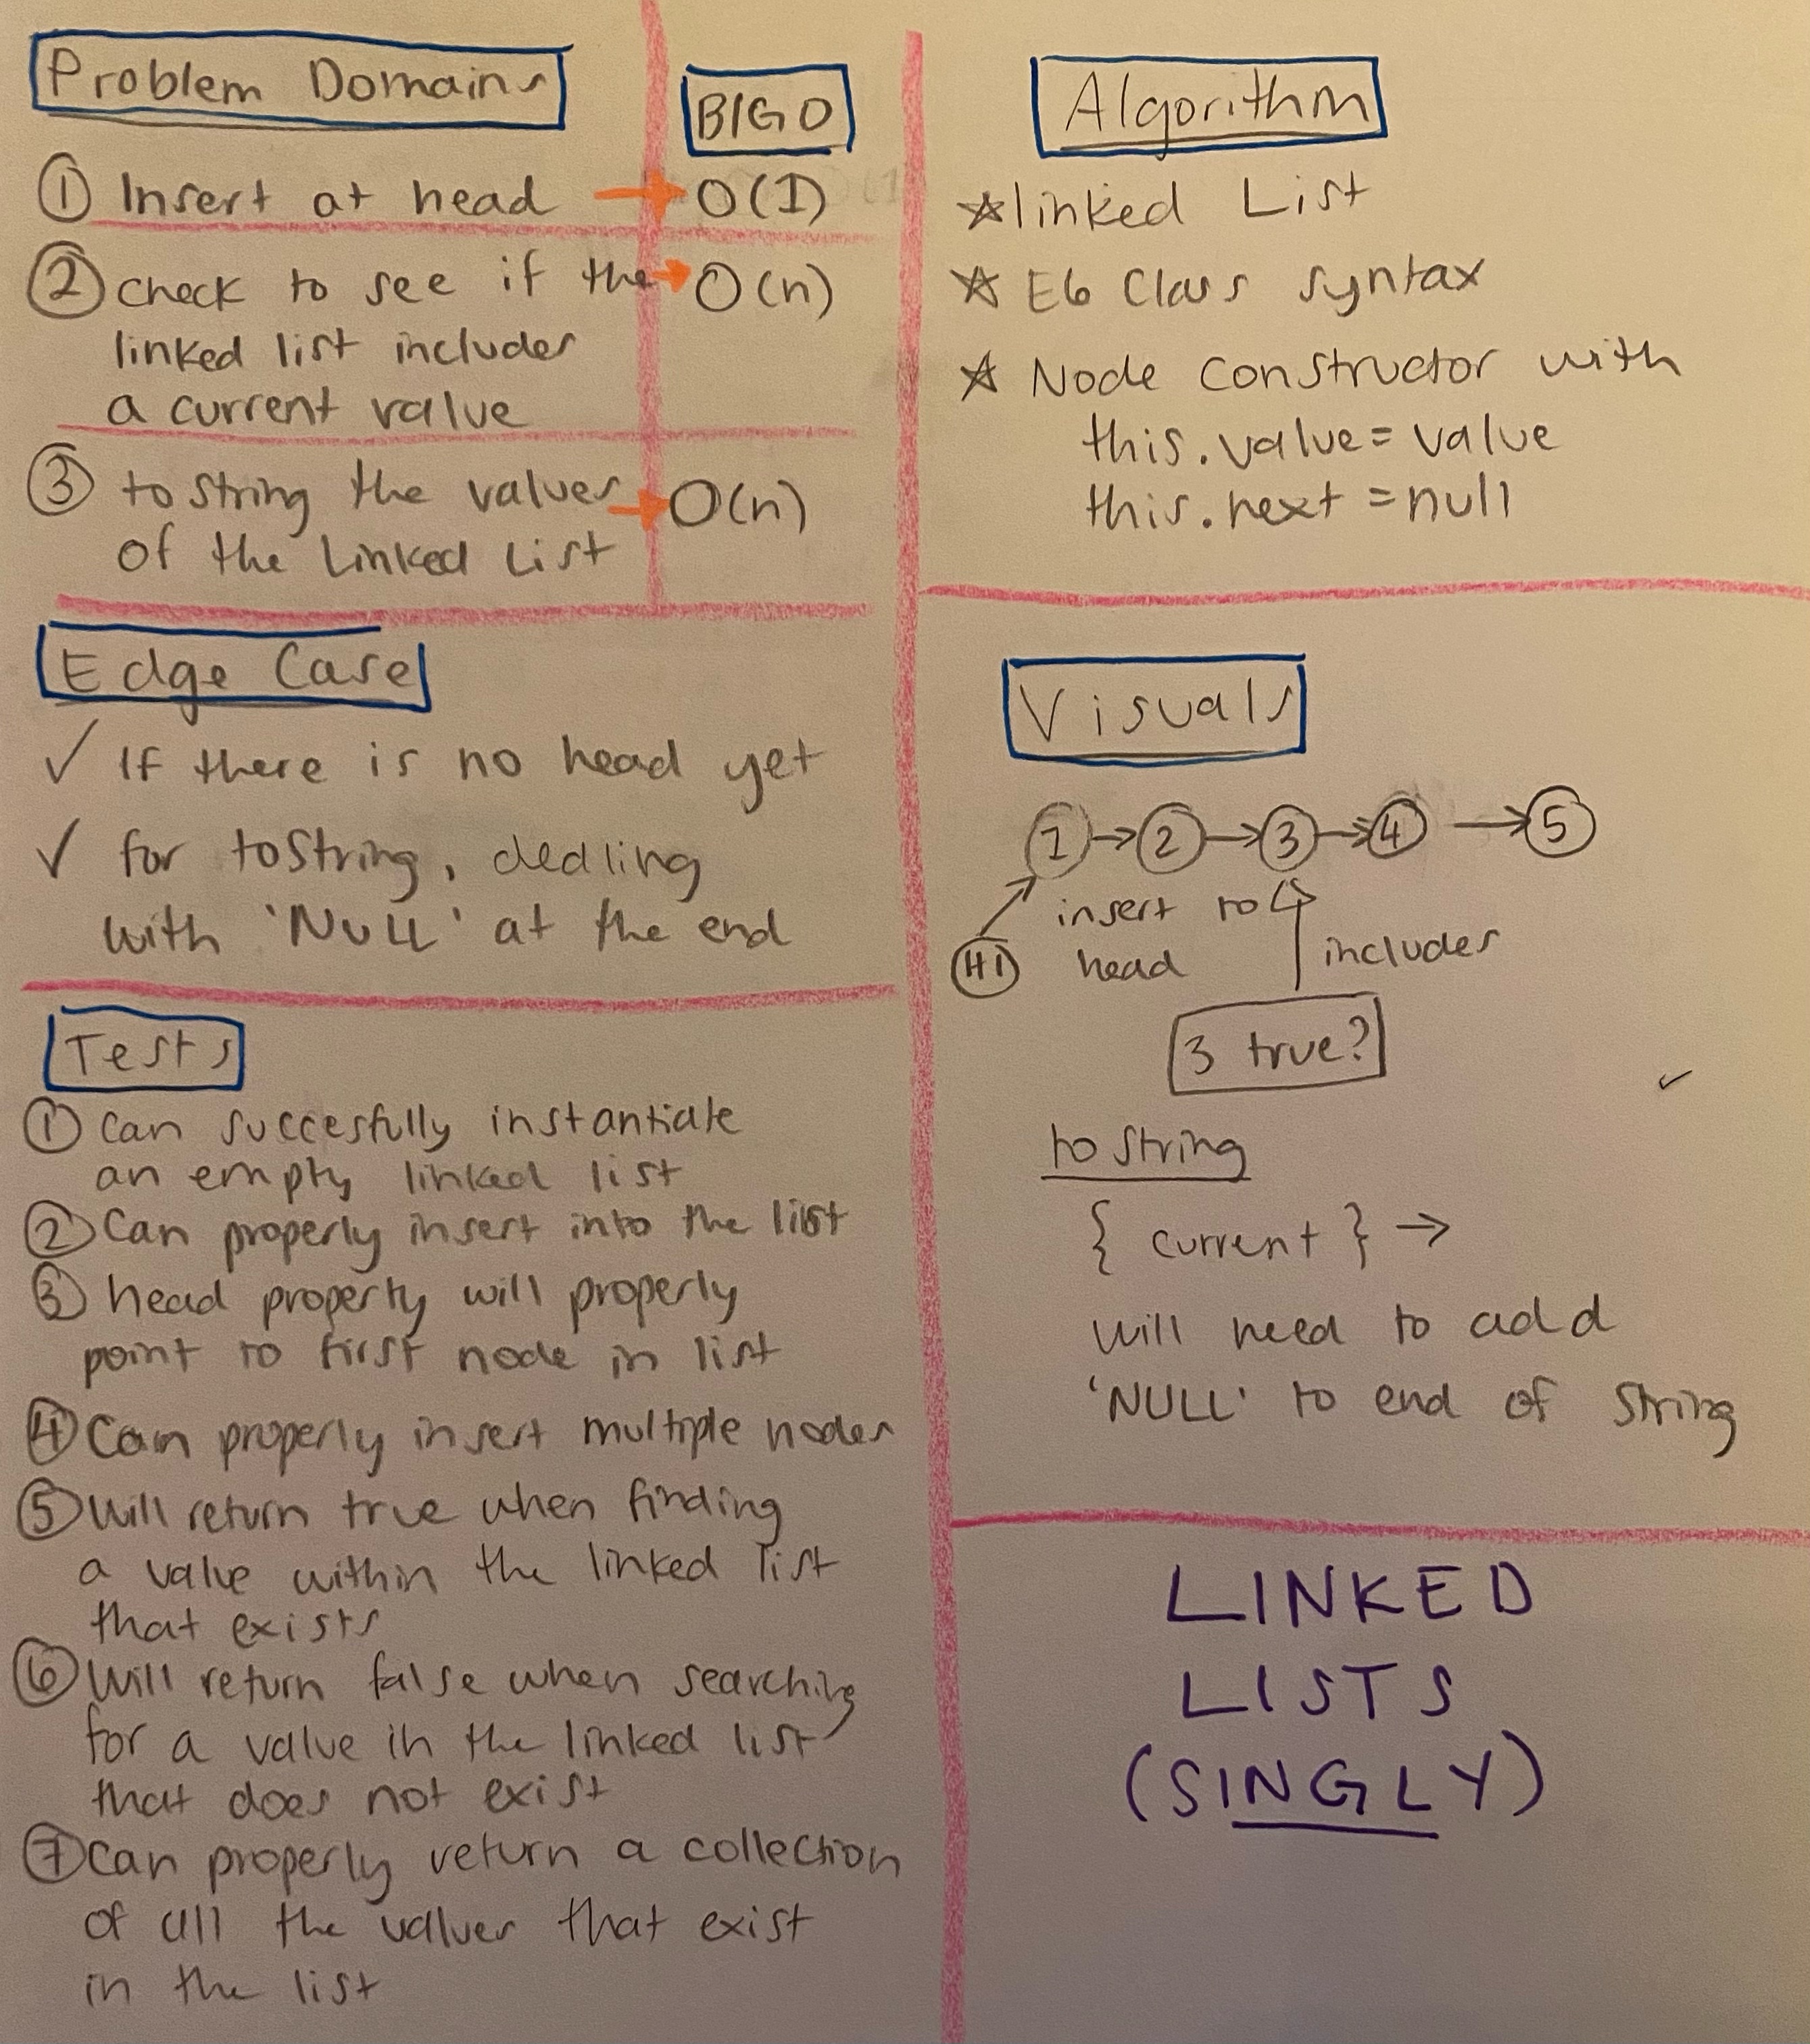 Problem Domains
BIG O
① Insert at head → O(1)
② check to see if the → O(n)
linked list includes
a current value
③ toString the values → O(n)
of the Linked List
Edge Case
✓ If there is no head yet
✓ for toString, dealing
with 'NULL' at the end
Tests
① can succesfully instantiate
an empty linked list
② Can properly insert into the list
③ head property will properly
point to first node in list
④ Can properly insert multiple nodes
⑤ Will return true when finding
a value within the linked list
that exists
⑥ Will return false when searching
for a value in the linked list
that does not exist
⑦ Can properly return a collection
of all the values that exist
in the list
Algorithm
☆ linked List
☆ E6 Class syntax
☆ Node constructor with
this.value = value
this.next = null
Visuals
1 → 2 → 3 → 4 → 5
insert to
head
HI
includes
3 true?
to String
{ current } →
will need to add
'NULL' to end of string
LINKED
LISTS
(SINGLY)